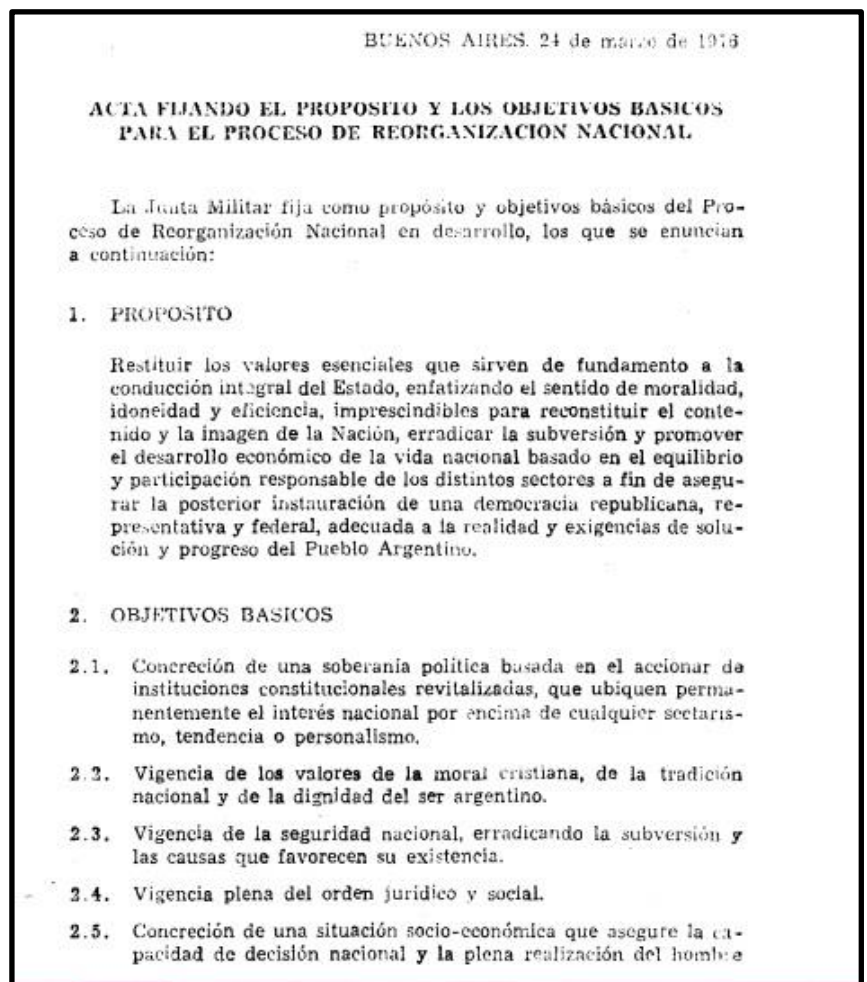 BUENOS AIRES, 24 de marzo de 1976
ACTA FIJANDO EL PROPOSITO Y LOS OBJETIVOS BASICOS
PARA EL PROCESO DE REORGANIZACION NACIONAL
La Junta Militar fija como propósito y objetivos básicos del Pro-
ceso de Reorganización Nacional en desarrollo, los que se enuncian
a continuación:
1. PROPOSITO
Restituir los valores esenciales que sirven de fundamento a la
conducción integral del Estado, enfatizando el sentido de moralidad,
idoneidad y eficiencia, imprescindibles para reconstituir el conte-
nido y la imagen de la Nación, erradicar la subversión y promover
el desarrollo económico de la vida nacional basado en el equilibrio
y participación responsable de los distintos sectores a fin de asegu-
rar la posterior instauración de una democracia republicana, re-
presentativa y federal, adecuada a la realidad y exigencias de solu-
ción y progreso del Pueblo Argentino.
2. OBJETIVOS BASICOS
2.1. Concreción de una soberanía política basada en el accionar de
instituciones constitucionales revitalizadas, que ubiquen perma-
nentemente el interés nacional por encima de cualquier sectaris-
mo, tendencia o personalismo.
2.2. Vigencia de los valores de la moral cristiana, de la tradición
nacional y de la dignidad del ser argentino.
2.3. Vigencia de la seguridad nacional, erradicando la subversión y
las causas que favorecen su existencia.
2.4. Vigencia plena del orden jurídico y social.
2.5. Concreción de una situación socio-económica que asegure la ca-
pacidad de decisión nacional y la plena realización del hombre